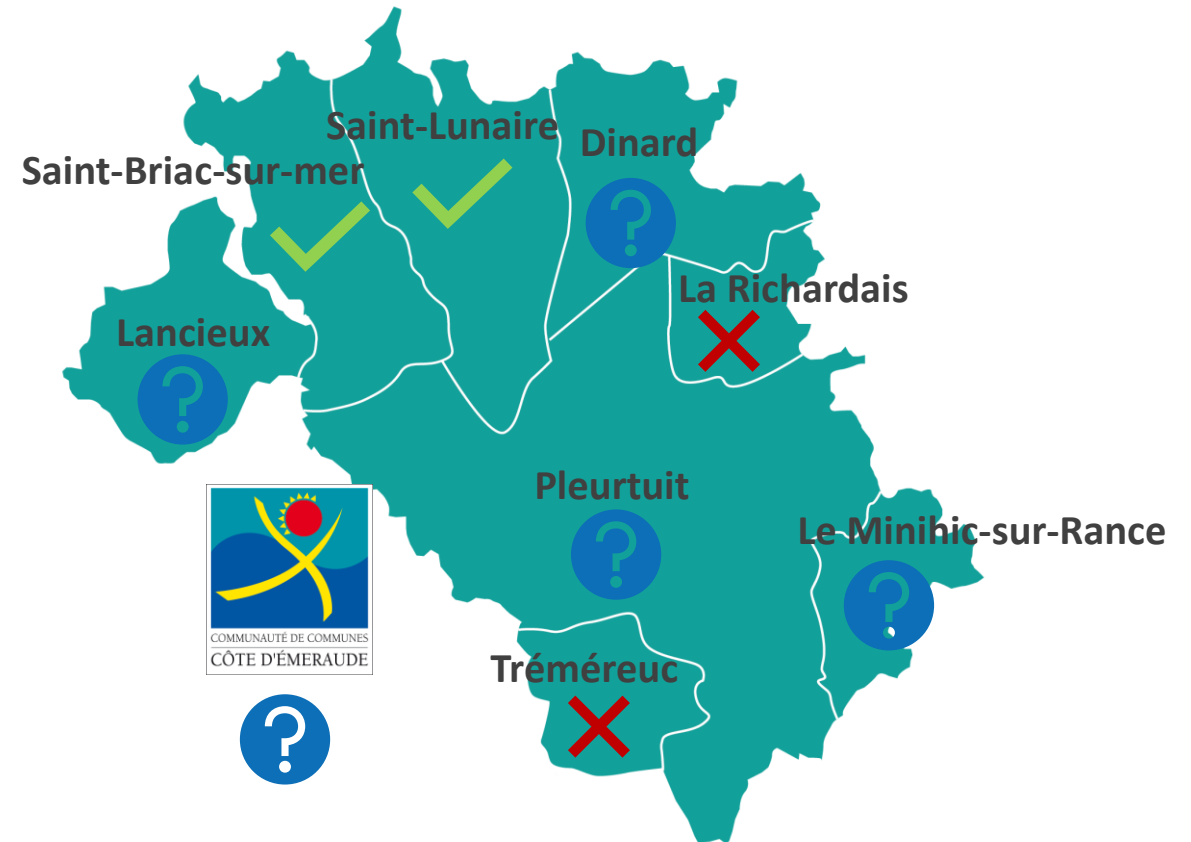 Saint-Lunaire
Dinard
Saint-Briac-sur-mer
La Richardais
Lancieux
Pleurtuit
Le Minihic-sur-Rance
COMMUNAUTÉ DE COMMUNES
CÔTE D'ÉMERAUDE
Tréméreuc